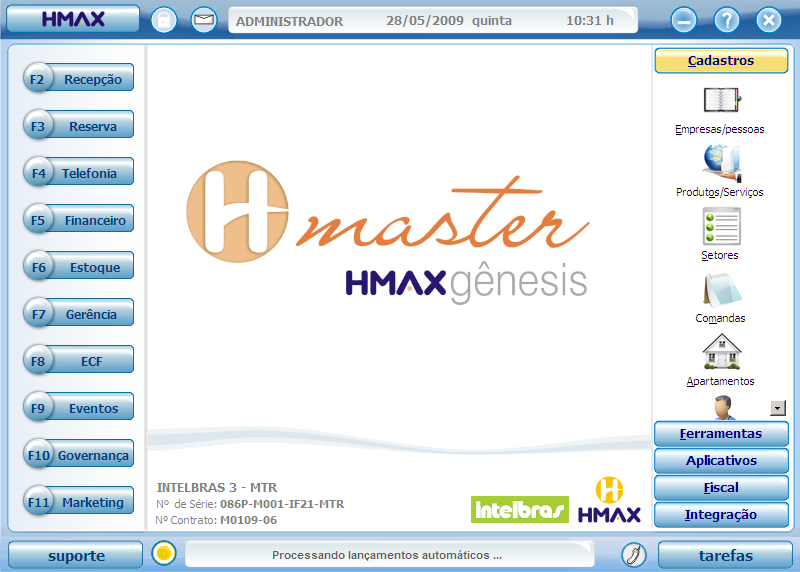 HMAX
ADMINISTRADOR 28/05/2009 quinta 10:31 h
?
F2 Recepção
F3 Reserva
F4 Telefonia
F5 Financeiro
F6 Estoque
F7 Gerência
F8 ECF
F9 Eventos
F10 Governança
F11 Marketing
H master
HMAX gênesis
INTELBRAS 3 - MTR
Nº de Série: 086P-M001-IF21-MTR
Nº Contrato: M0109-06
intelbras
H
HMAX
Cadastros
Empresas/pessoas
Produtos/Serviços
Setores
Comandas
Apartamentos
Ferramentas
Aplicativos
Fiscal
Integração
suporte
Processando lançamentos automáticos ...
tarefas